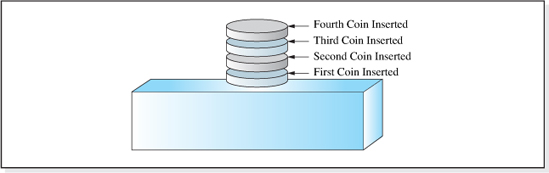 Fourth Coin Inserted
Third Coin Inserted
Second Coin Inserted
First Coin Inserted